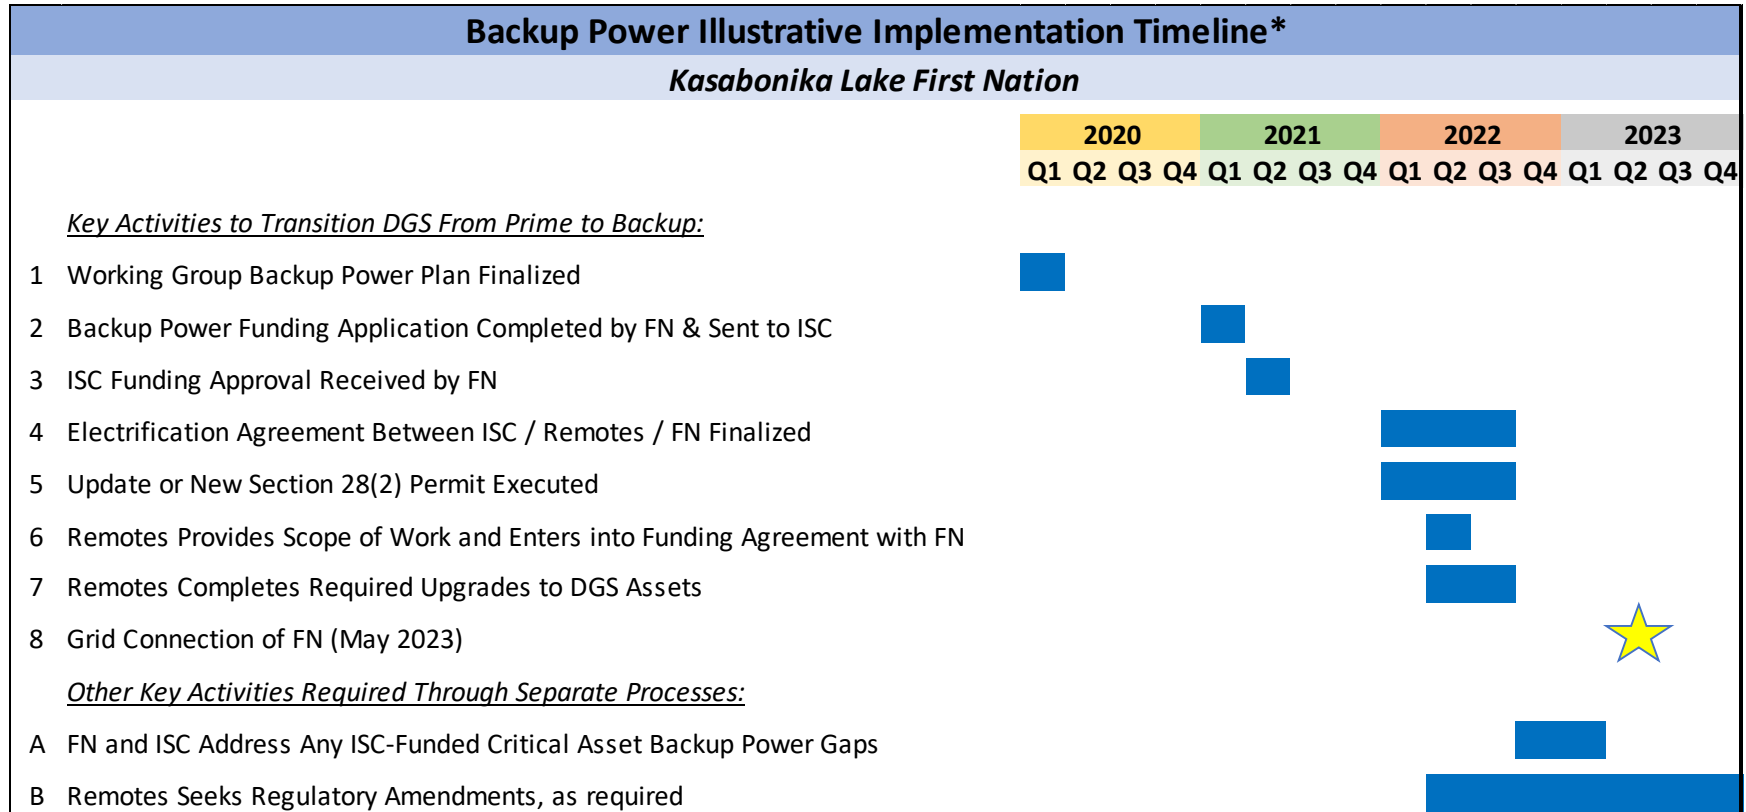 Backup Power Illustrative Implementation Timeline*
Kasabonika Lake First Nation
2020 2021 2022 2023
Q1 Q2 Q3 Q4 Q1 Q2 Q3 Q4 Q1 Q2 Q3 Q4 Q1 Q2 Q3 Q4
Key Activities to Transition DGS From Prime to Backup:
1 Working Group Backup Power Plan Finalized
2 Backup Power Funding Application Completed by FN & Sent to ISC
3 ISC Funding Approval Received by FN
4 Electrification Agreement Between ISC / Remotes / FN Finalized
5 Update or New Section 28(2) Permit Executed
6 Remotes Provides Scope of Work and Enters into Funding Agreement with FN
7 Remotes Completes Required Upgrades to DGS Assets
8 Grid Connection of FN (May 2023)
Other Key Activities Required Through Separate Processes:
A FN and ISC Address Any ISC-Funded Critical Asset Backup Power Gaps
B Remotes Seeks Regulatory Amendments, as required